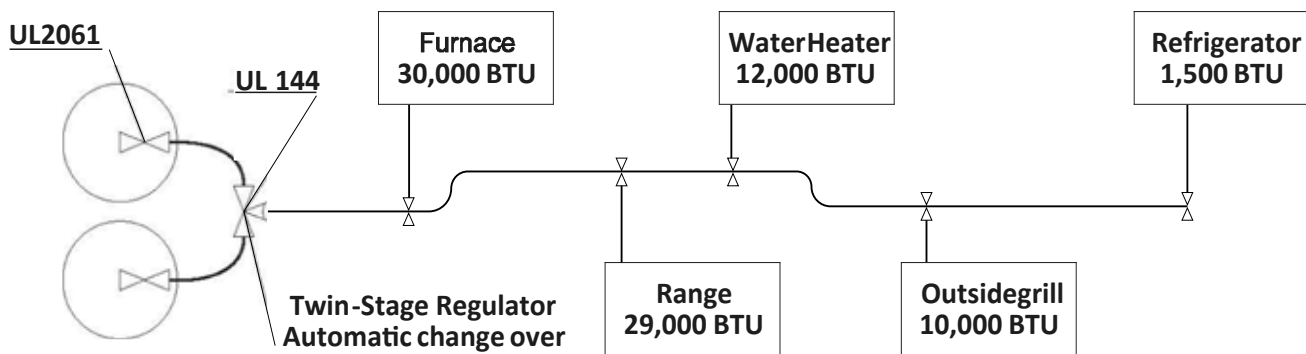 UL2061
UL 144
Furnace
30,000 BTU
WaterHeater
12,000 BTU
Refrigerator
1,500 BTU
Twin-Stage Regulator
Automatic change over
Range
29,000 BTU
Outsidegrill
10,000 BTU